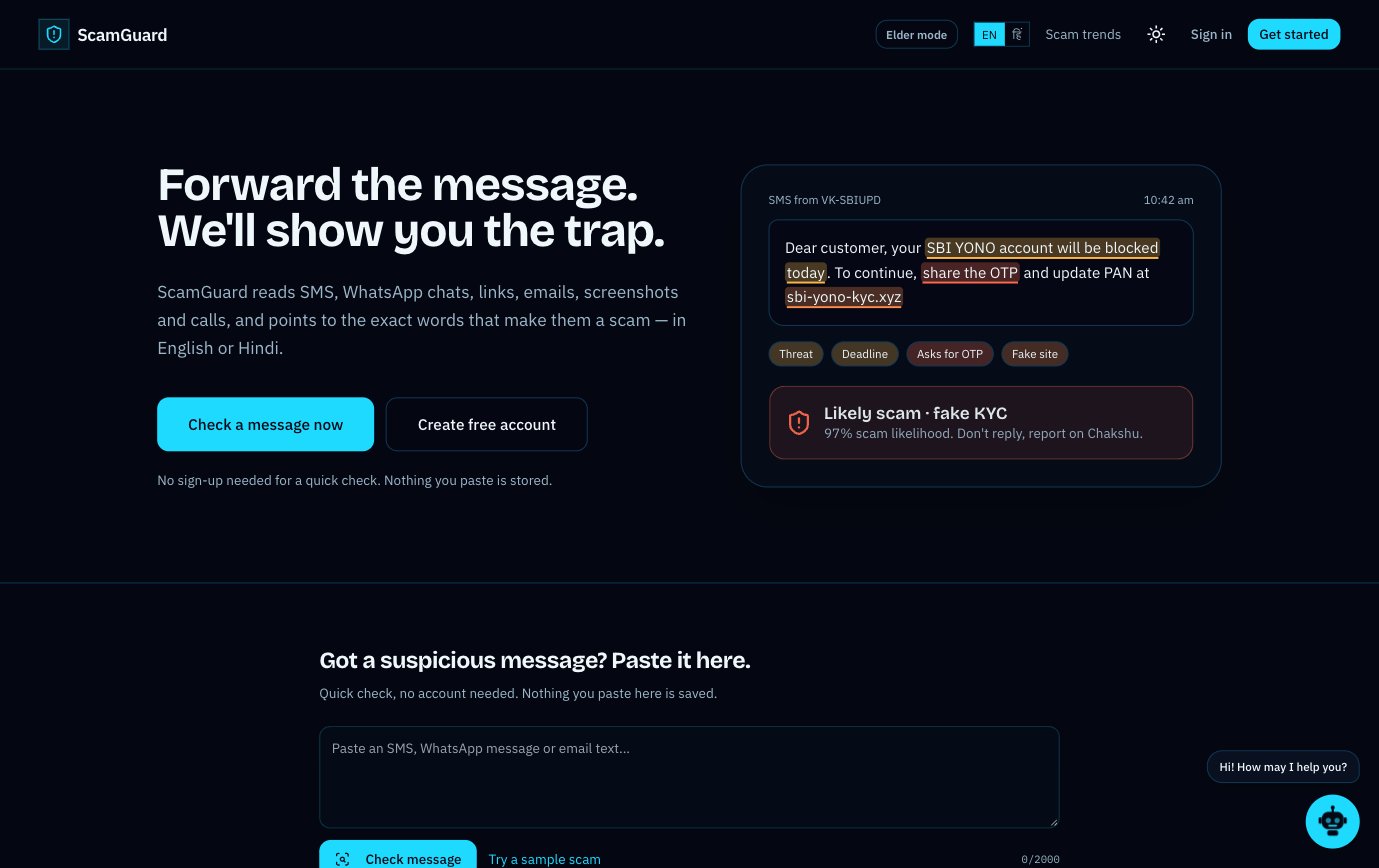 ScamGuard
Elder mode
EN
हिं
Scam trends
Sign in
Get started
Forward the message.
We'll show you the trap.
ScamGuard reads SMS, WhatsApp chats, links, emails, screenshots
and calls, and points to the exact words that make them a scam — in
English or Hindi.
Check a message now
Create free account
No sign-up needed for a quick check. Nothing you paste is stored.
SMS from VK-SBIUPD
10:42 am
Dear customer, your SBI YONO account will be blocked
today. To continue, share the OTP and update PAN at
sbi-yono-kyc.xyz
Threat
Deadline
Asks for OTP
Fake site
Likely scam · fake KYC
97% scam likelihood. Don't reply, report on Chakshu.
Got a suspicious message? Paste it here.
Quick check, no account needed. Nothing you paste here is saved.
Paste an SMS, WhatsApp message or email text...
Check message
Try a sample scam
0/2000
Hi! How may I help you?